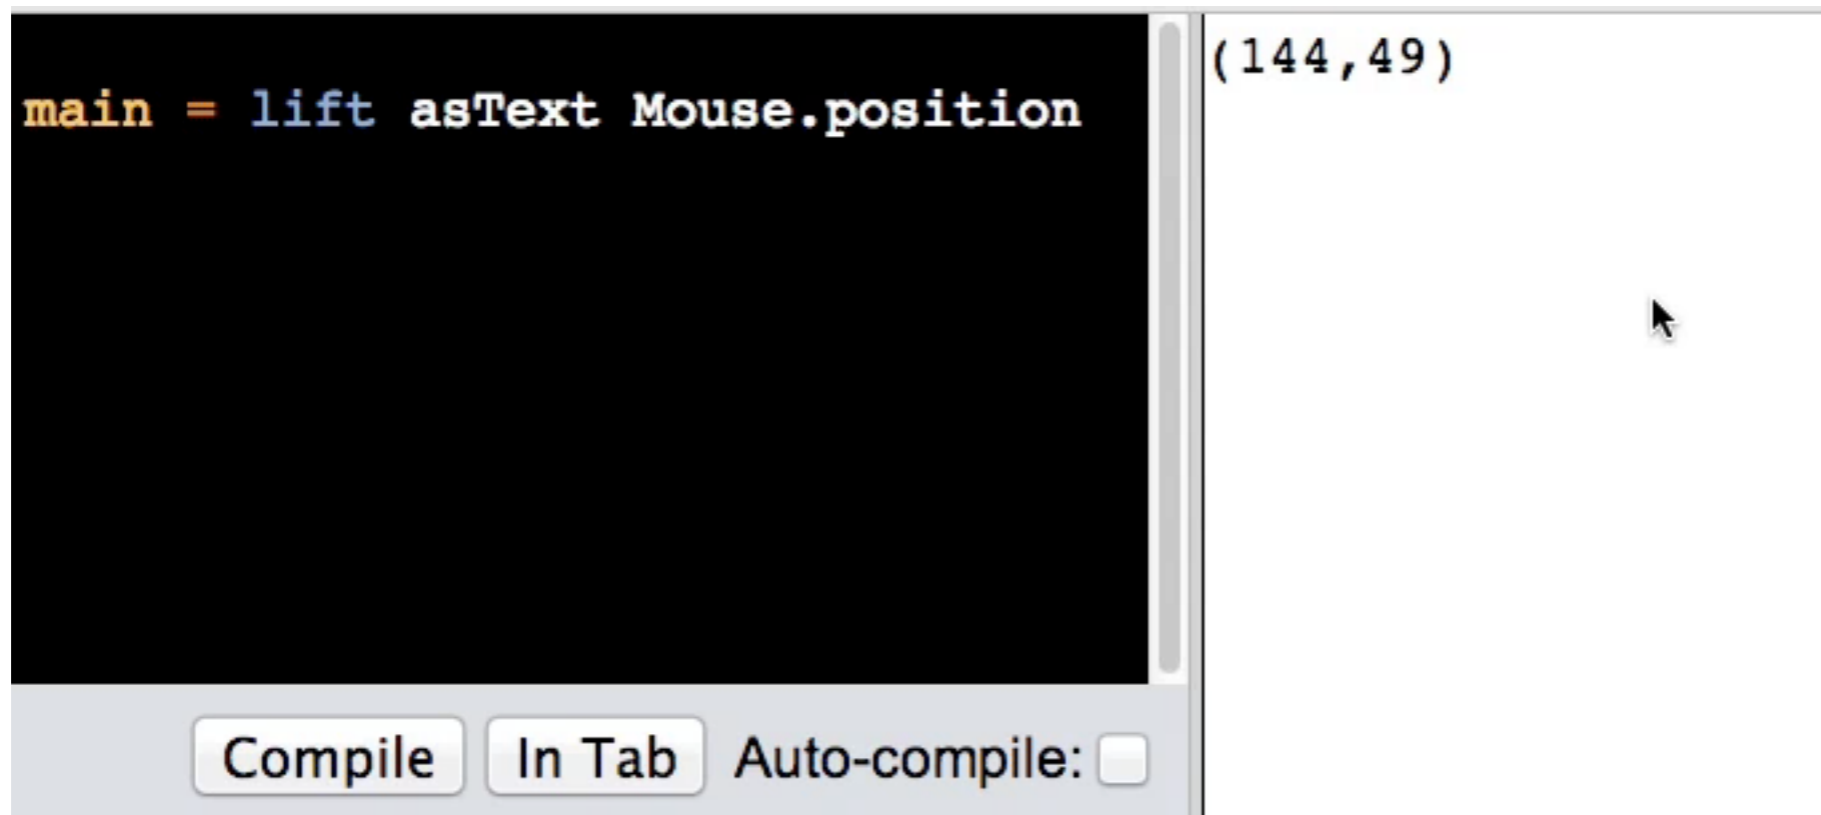 main = lift asText Mouse.position
(144,49)
Compile In Tab Auto-compile: